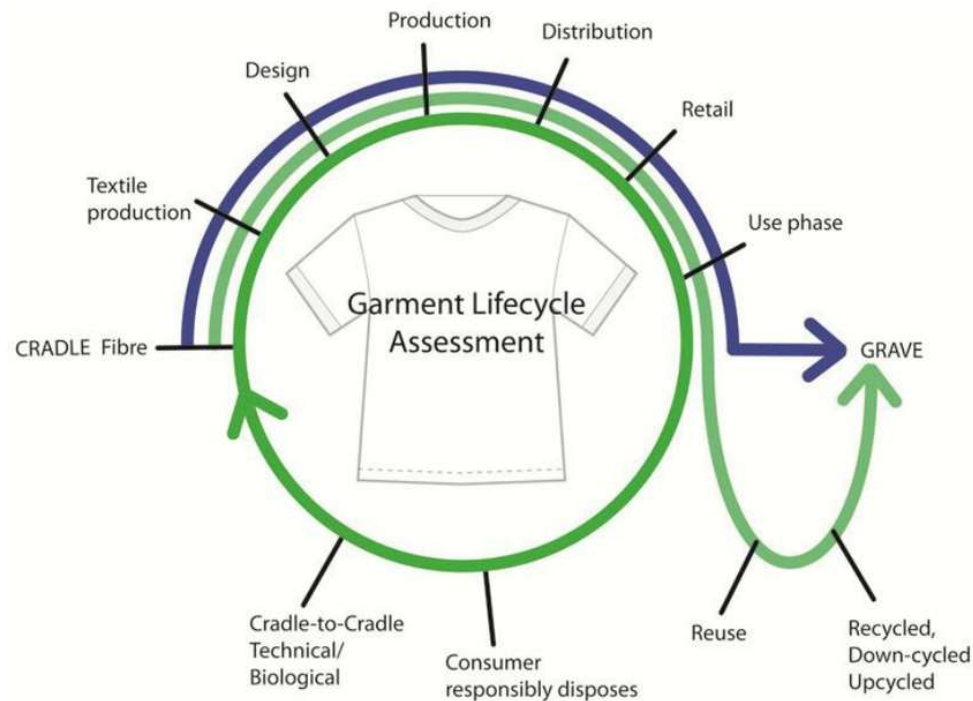 Production
Distribution
Design
Retail
Textile
production
Use phase
Garment Lifecycle
Assessment
CRADLE Fibre
GRAVE
Cradle-to-Cradle
Technical/
Biological
Consumer
responsibly disposes
Reuse
Recycled,
Down-cycled
Upcycled